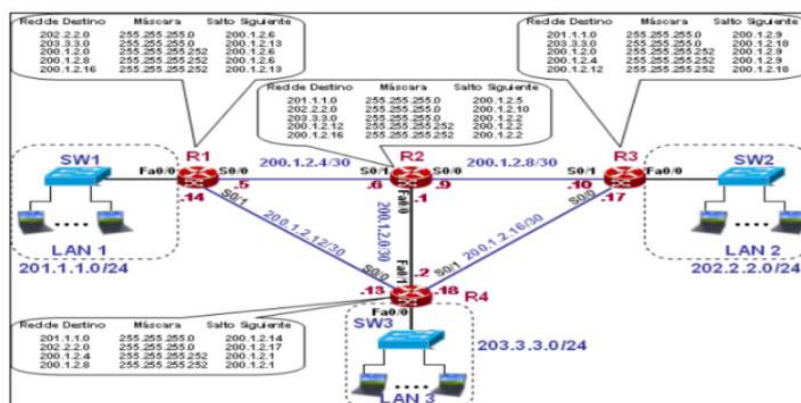 Red de Destino Máscara Salto Siguiente
202.2.2.0 255.255.255.0 200.1.2.6
203.3.3.0 255.255.255.0 200.1.2.13
200.1.2.0 255.255.255.252 200.1.2.6
200.1.2.8 255.255.255.252 200.1.2.6
200.1.2.16 255.255.255.252 200.1.2.13
Red de Destino Máscara Salto Siguiente
201.1.1.0 255.255.255.0 200.1.2.9
203.3.3.0 255.255.255.0 200.1.2.18
200.1.2.0 255.255.255.252 200.1.2.9
200.1.2.4 255.255.255.252 200.1.2.9
200.1.2.12 255.255.255.252 200.1.2.18
Red de Destino Máscara Salto Siguiente
201.1.1.0 255.255.255.0 200.1.2.5
202.2.2.0 255.255.255.0 200.1.2.10
203.3.3.0 255.255.255.0 200.1.2.2
200.1.2.12 255.255.255.252 200.1.2.2
200.1.2.16 255.255.255.252 200.1.2.2
SW1
R1
200.1.2.4/30
R2
200.1.2.8/30
R3
SW2
Fa0/0
S0/0
S0/1
S0/0
S0/1
Fa0/0
.5
.6
.9
.10
.14
.1
.17
S0/1
Fa0/0
S0/0
LAN 1
201.1.1.0/24
200.1.2.12/30
200.1.2.0/30
200.1.2.16/30
LAN 2
202.2.2.0/24
S0/0
Fa0/1
.2
S0/1
.13
.18
R4
Fa0/0
SW3
203.3.3.0/24
LAN 3
Red de Destino Máscara Salto Siguiente
201.1.1.0 255.255.255.0 200.1.2.14
202.2.2.0 255.255.255.0 200.1.2.17
200.1.2.4 255.255.255.252 200.1.2.1
200.1.2.8 255.255.255.252 200.1.2.1